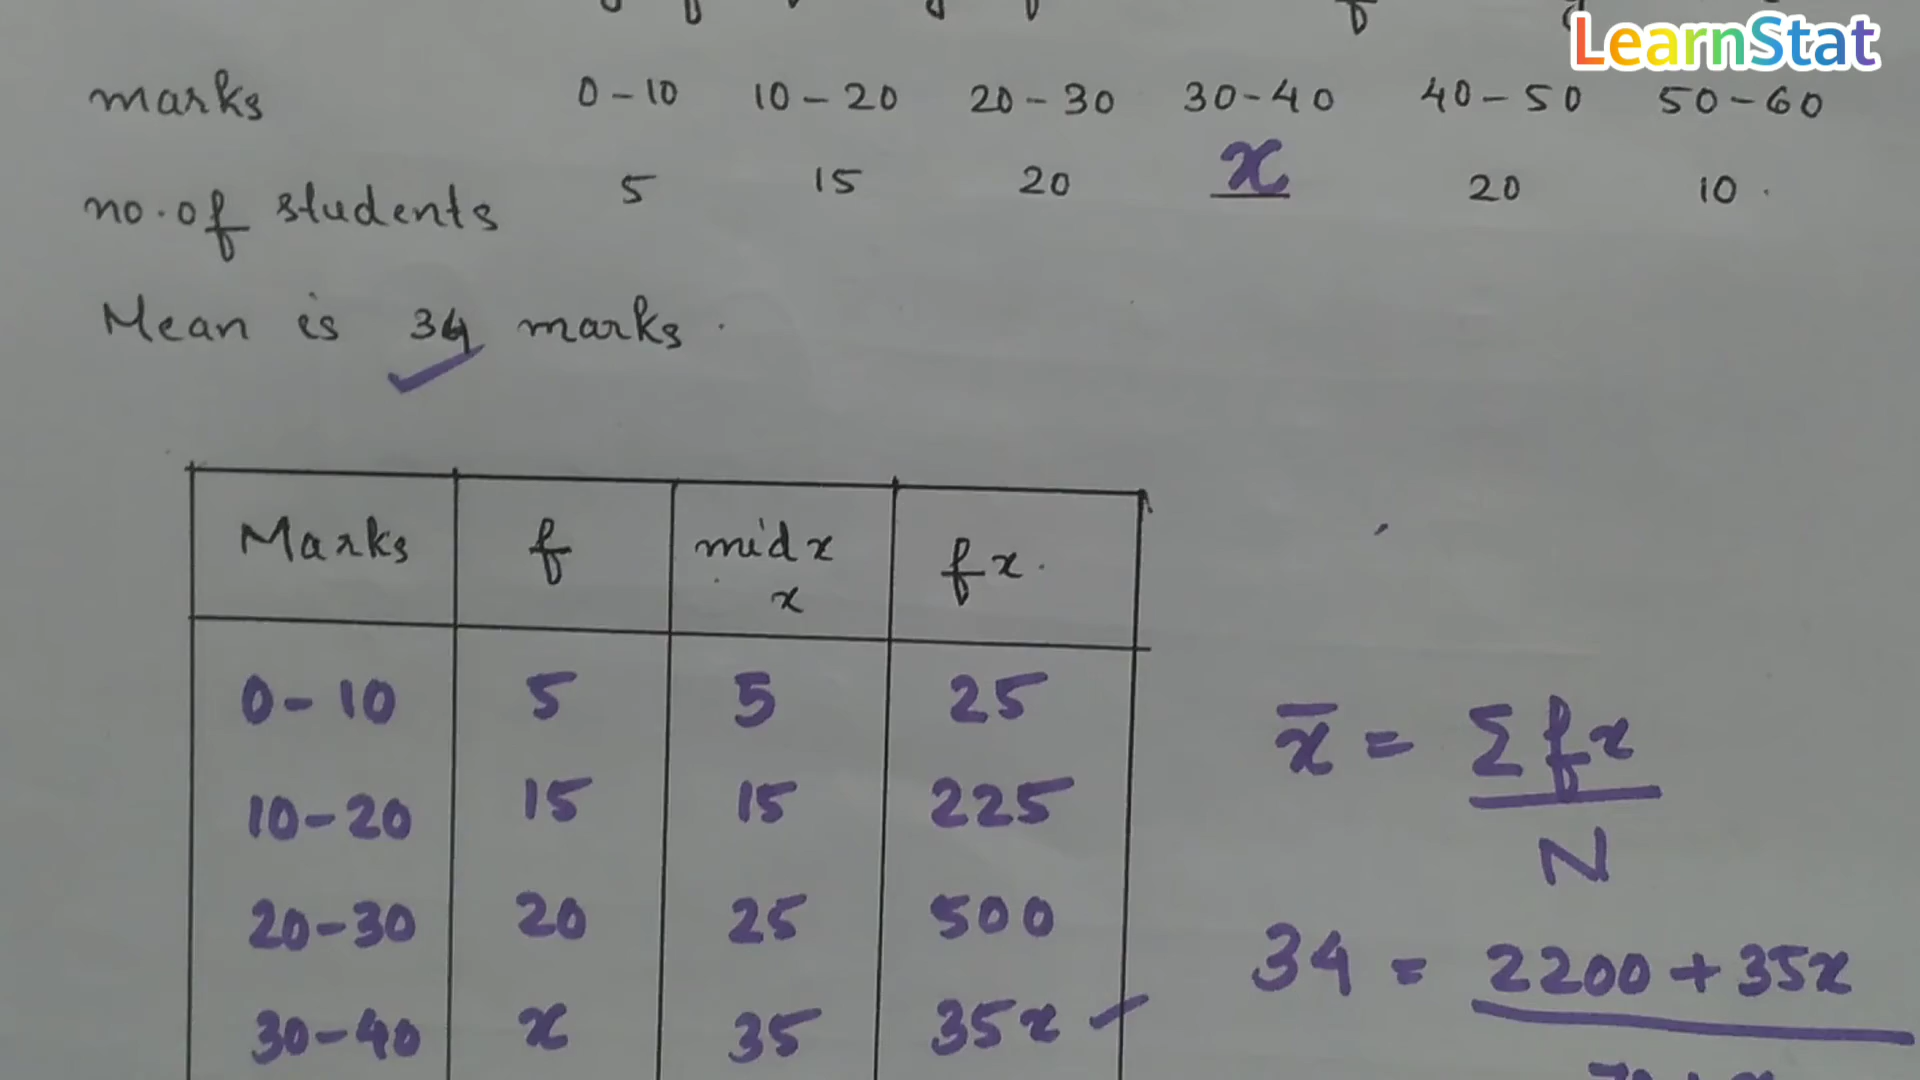 LearnStat
marks 0-10 10-20 20-30 30-40 40-50 50-60
no. of students 5 15 20 x 20 10.
Mean is 34 marks.
Marks f midx x fx.
0-10 5 5 25
10-20 15 15 225
20-30 20 25 500
30-40 x 35 35x
x̄ = Σfx
N
34 = 2200 + 35x